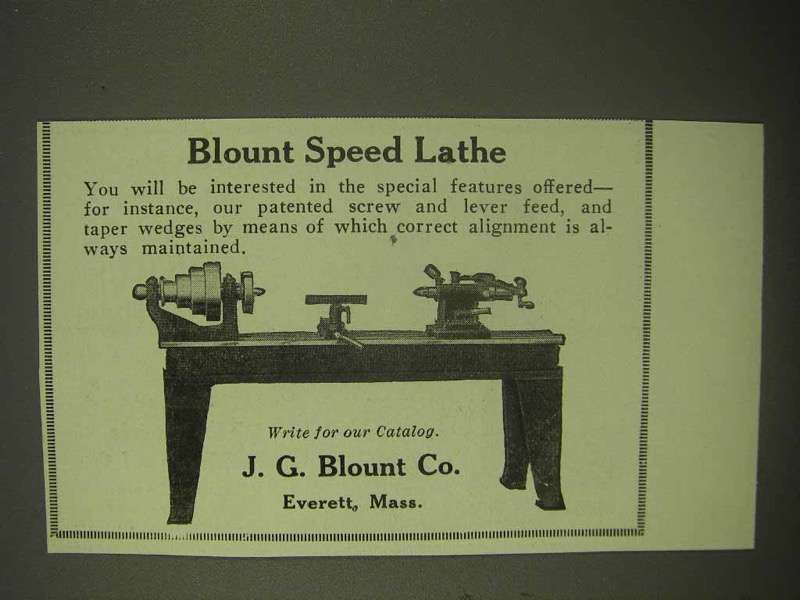 Blount Speed Lathe
You will be interested in the special features offered—
for instance, our patented screw and lever feed, and
taper wedges by means of which correct alignment is al-
ways maintained.
Write for our Catalog.
J. G. Blount Co.
Everett, Mass.